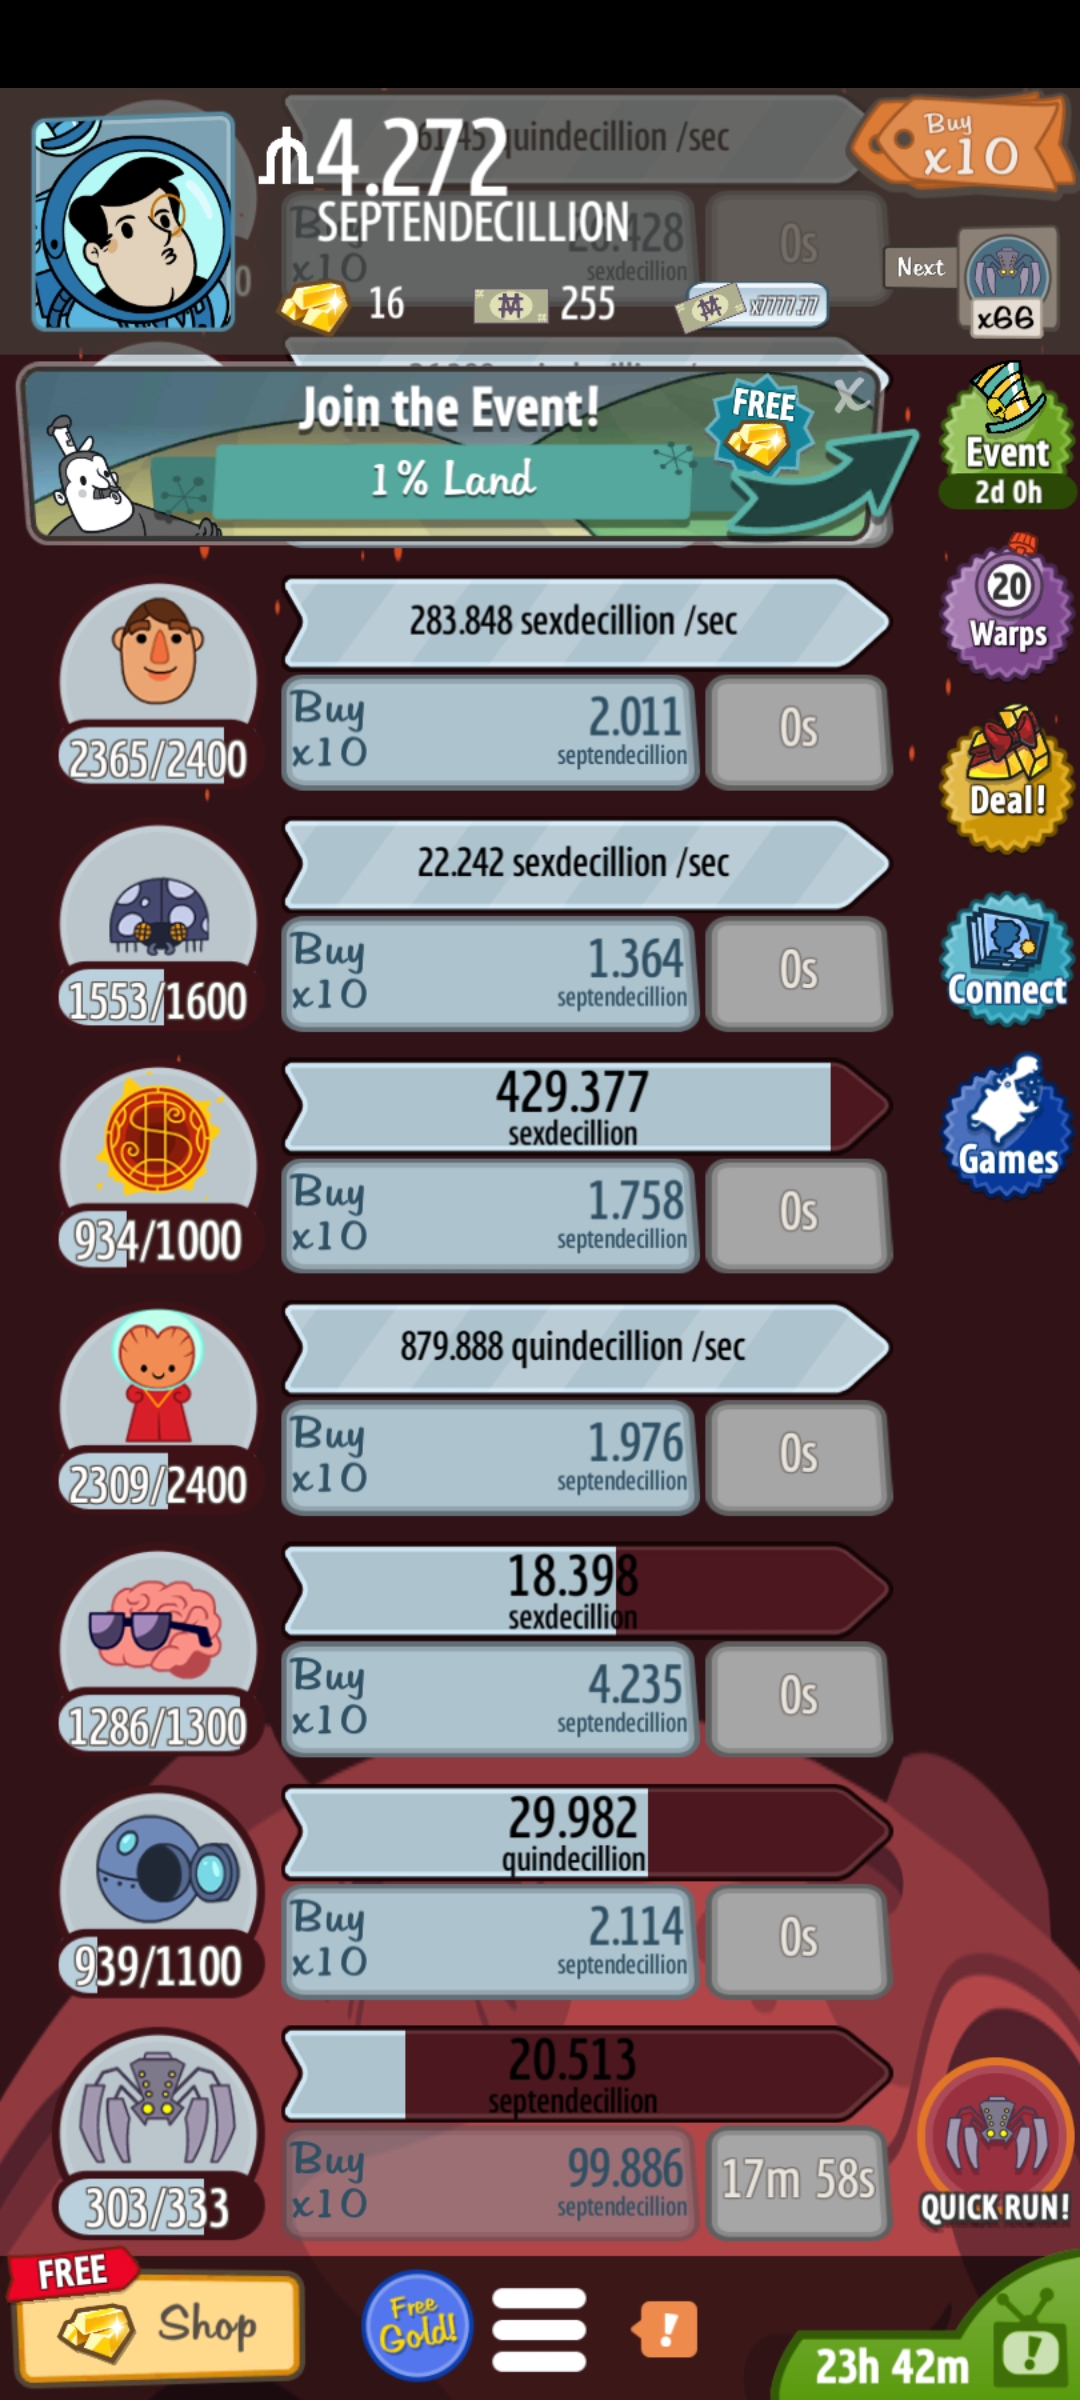 quindecillion /sec
₼4.272
SEPTENDECILLION
Buy
x10
Buy
x10
sexdecillion
0s
16
255
x7777.77
Next
x66
Join the Event!
1% Land
FREE
X
Event
2d 0h
20
Warps
Deal!
Connect
Games
283.848 sexdecillion /sec
Buy
x10
2.011
septendecillion
0s
2365/2400
22.242 sexdecillion /sec
Buy
x10
1.364
septendecillion
0s
1553/1600
429.377
sexdecillion
Buy
x10
1.758
septendecillion
0s
934/1000
879.888 quindecillion /sec
Buy
x10
1.976
septendecillion
0s
2309/2400
18.398
sexdecillion
Buy
x10
4.235
septendecillion
0s
1286/1300
29.982
quindecillion
Buy
x10
2.114
septendecillion
0s
939/1100
20.513
septendecillion
Buy
x10
99.886
septendecillion
17m 58s
303/333
QUICK RUN!
FREE
Shop
Free
Gold!
!
23h 42m
!